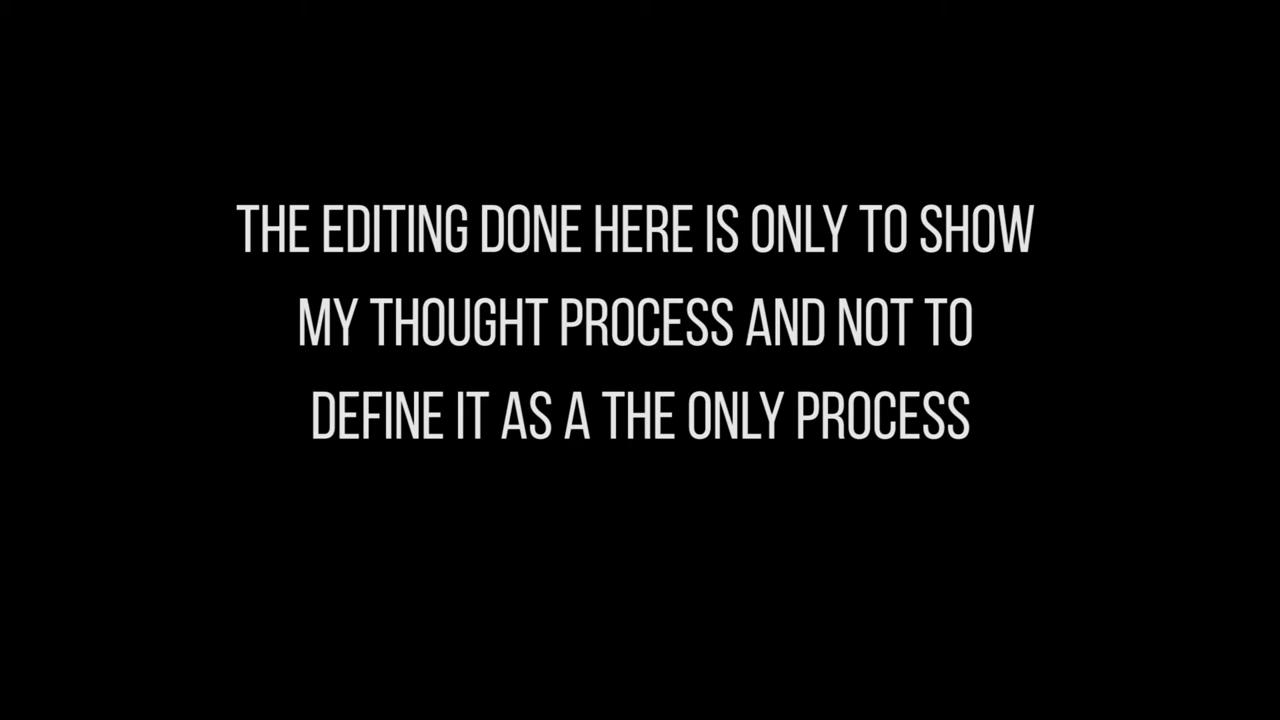 THE EDITING DONE HERE IS ONLY TO SHOW
MY THOUGHT PROCESS AND NOT TO
DEFINE IT AS A THE ONLY PROCESS